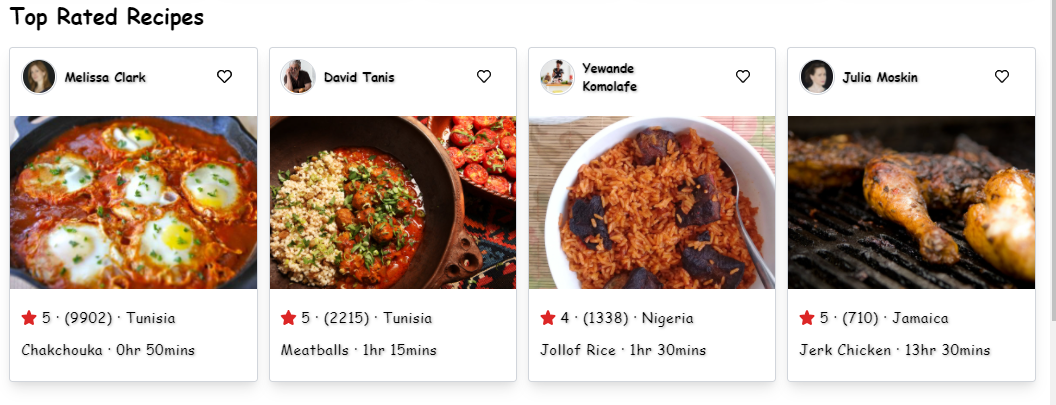 Top Rated Recipes
Melissa Clark
David Tanis
Yewande
Komolafe
Julia Moskin
5 · (9902) · Tunisia
Chakchouka · 0hr 50mins
5 · (2215) · Tunisia
Meatballs · 1hr 15mins
4 · (1338) · Nigeria
Jollof Rice · 1hr 30mins
5 · (710) · Jamaica
Jerk Chicken · 13hr 30mins